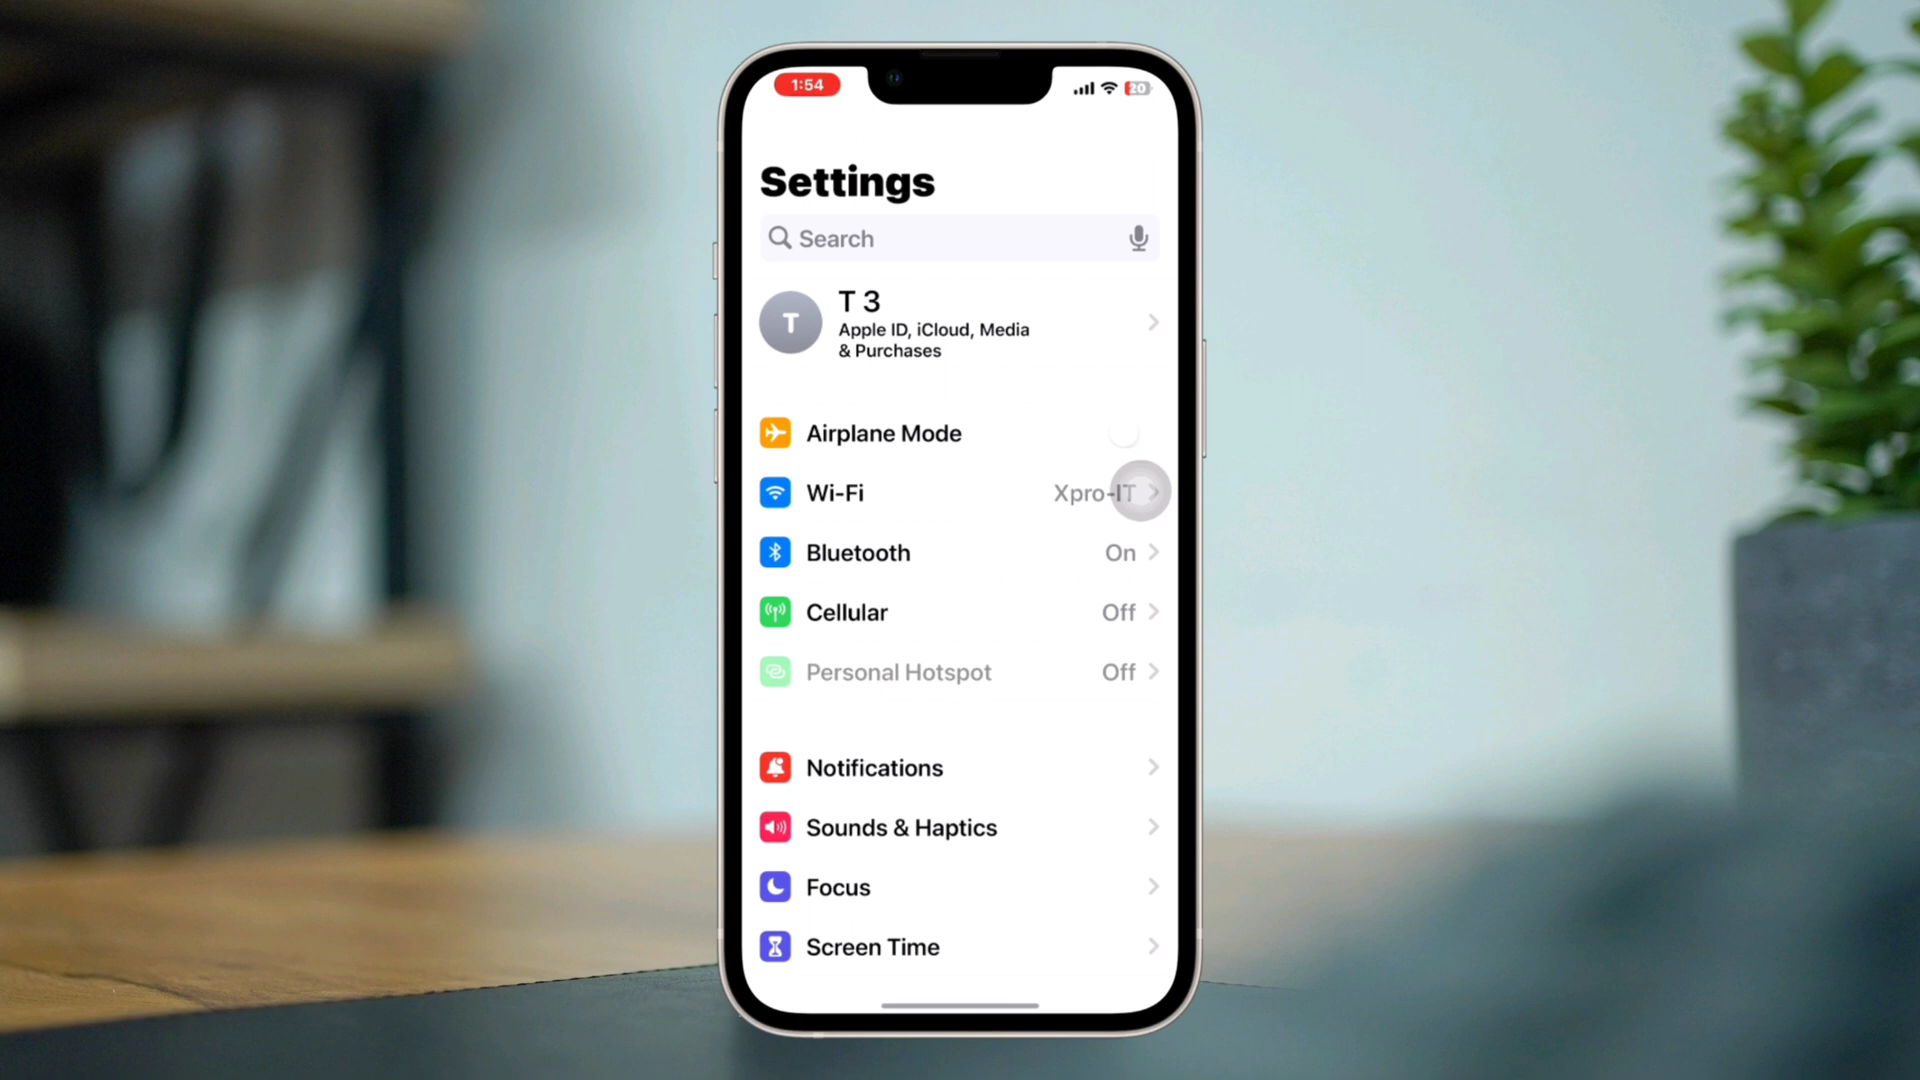 1:54
20
Settings
Search
T
T 3
Apple ID, iCloud, Media
& Purchases
Airplane Mode
Wi-Fi Xpro-IT
Bluetooth On
Cellular Off
Personal Hotspot Off
Notifications
Sounds & Haptics
Focus
Screen Time